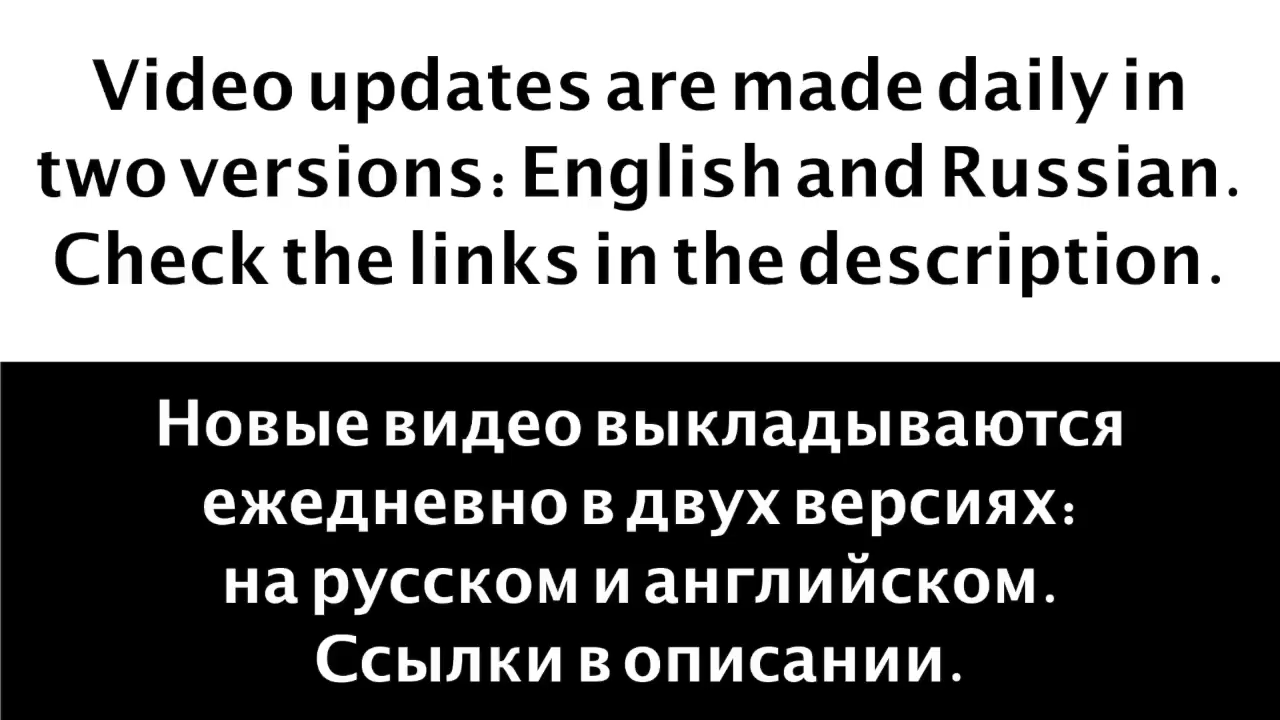 Video updates are made daily in
two versions: English and Russian.
Check the links in the description.
Новые видео выкладываются
ежедневно в двух версиях:
на русском и английском.
Ссылки в описании.